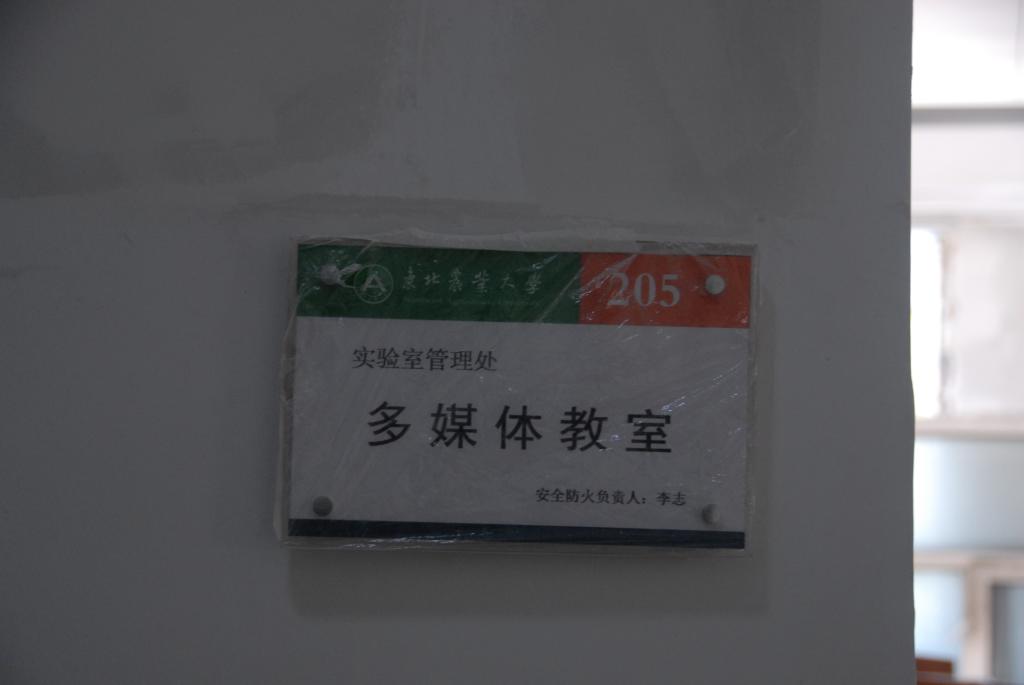 东北农业大学
205
实验室管理处
多媒体教室
安全防火负责人：李志